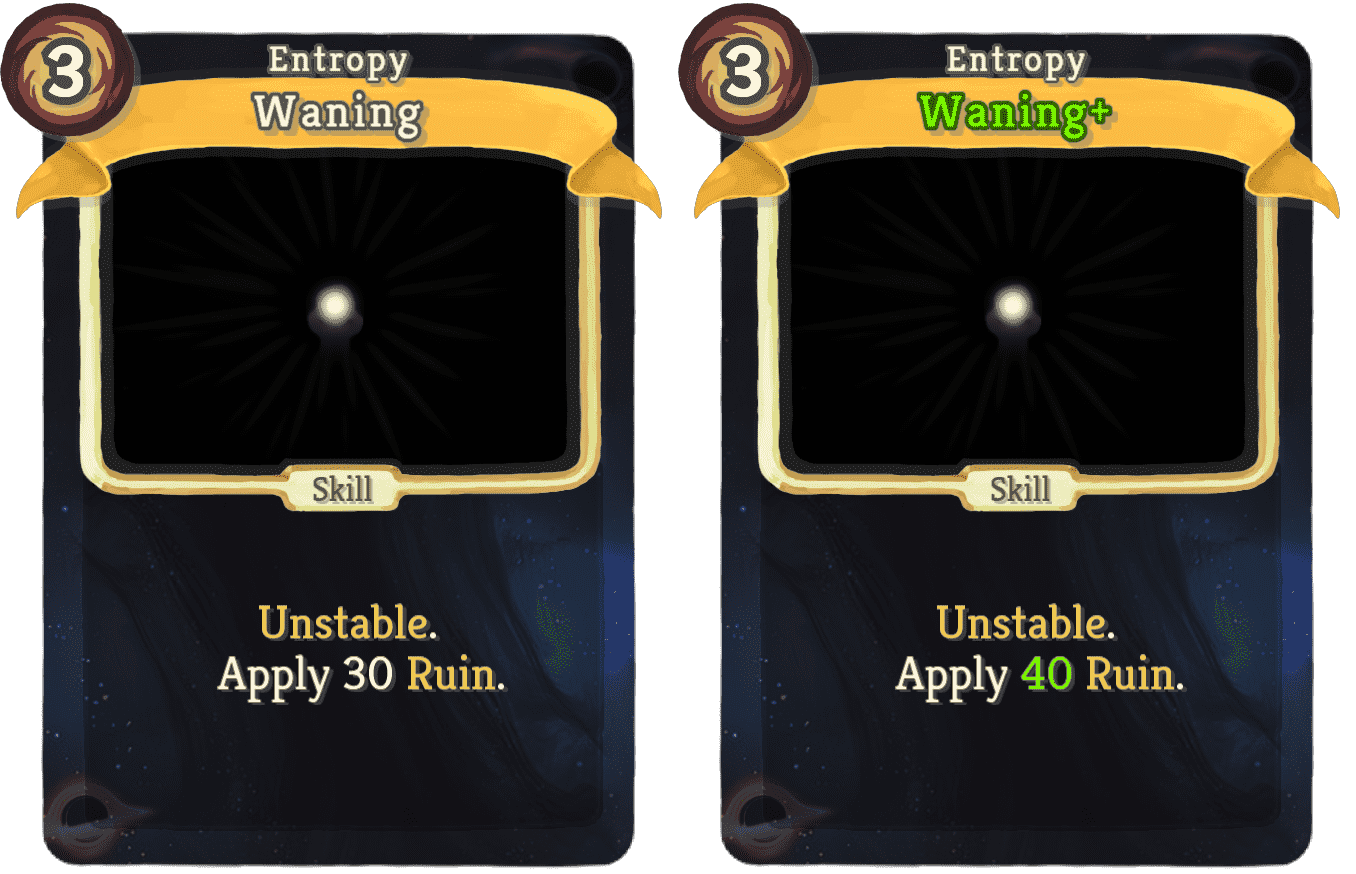 3
Entropy
Waning
Skill
Unstable.
Apply 30 Ruin.
3
Entropy
Waning+
Skill
Unstable.
Apply 40 Ruin.